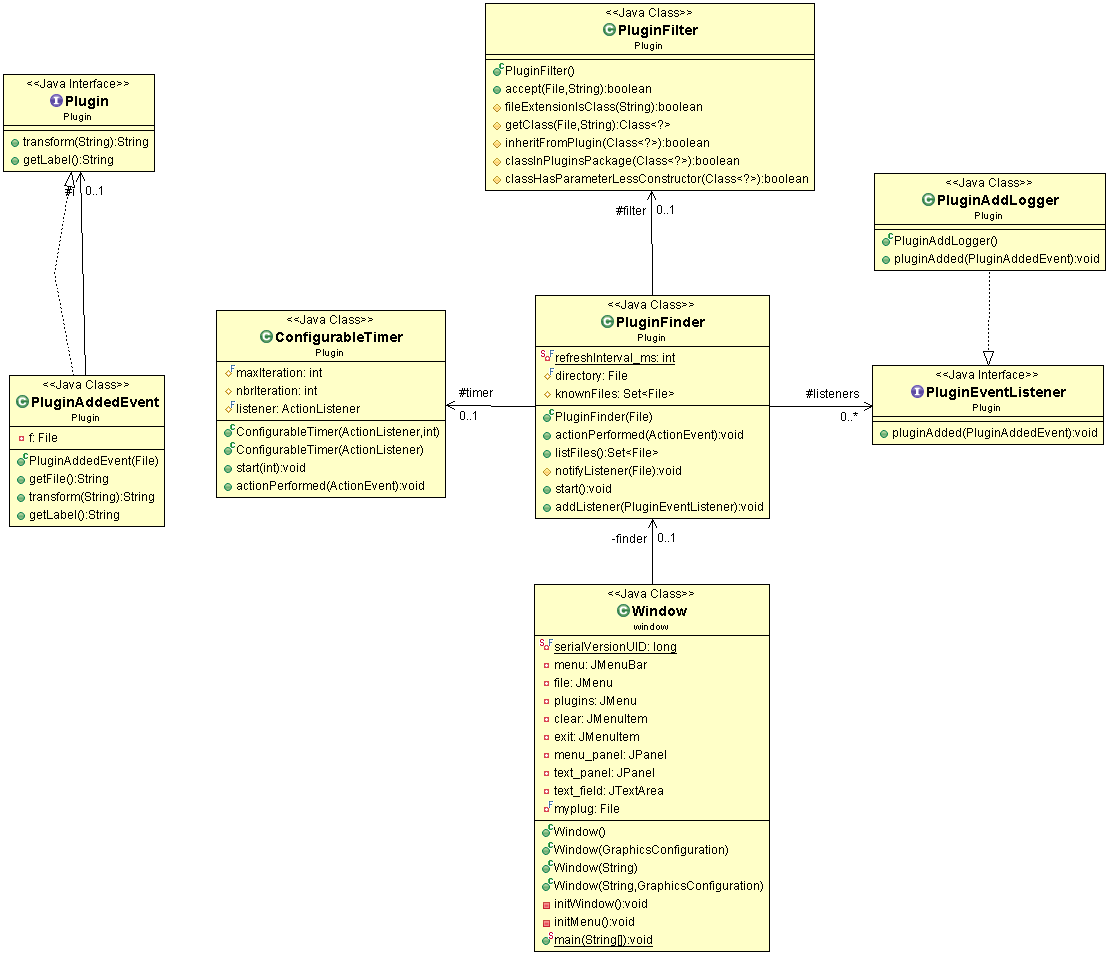 <<Java Class>>
PluginFilter
Plugin
PluginFilter()
accept(File,String):boolean
fileExtensionIsClass(String):boolean
getClass(File,String):Class<?>
inheritFromPlugin(Class<?>):boolean
classInPluginsPackage(Class<?>):boolean
classHasParameterLessConstructor(Class<?>):boolean
<<Java Interface>>
Plugin
Plugin
transform(String):String
getLabel():String
0..1
#filter 0..1
<<Java Class>>
PluginAddLogger
Plugin
PluginAddLogger()
pluginAdded(PluginAddedEvent):void
<<Java Class>>
ConfigurableTimer
Plugin
maxIteration: int
nbrIteration: int
listener: ActionListener
ConfigurableTimer(ActionListener,int)
ConfigurableTimer(ActionListener)
start(int):void
actionPerformed(ActionEvent):void
#timer
0..1
<<Java Class>>
PluginFinder
Plugin
refreshInterval_ms: int
directory: File
knownFiles: Set<File>
PluginFinder(File)
actionPerformed(ActionEvent):void
listFiles():Set<File>
notifyListener(File):void
start():void
addListener(PluginEventListener):void
#listeners
0..*
<<Java Interface>>
PluginEventListener
Plugin
pluginAdded(PluginAddedEvent):void
<<Java Class>>
PluginAddedEvent
Plugin
f: File
PluginAddedEvent(File)
getFile():String
transform(String):String
getLabel():String
-finder 0..1
<<Java Class>>
Window
window
serialVersionUID: long
menu: JMenuBar
file: JMenu
plugins: JMenu
clear: JMenuItem
exit: JMenuItem
menu_panel: JPanel
text_panel: JPanel
text_field: JTextArea
myplug: File
Window()
Window(GraphicsConfiguration)
Window(String)
Window(String,GraphicsConfiguration)
initWindow():void
initMenu():void
main(String[]):void